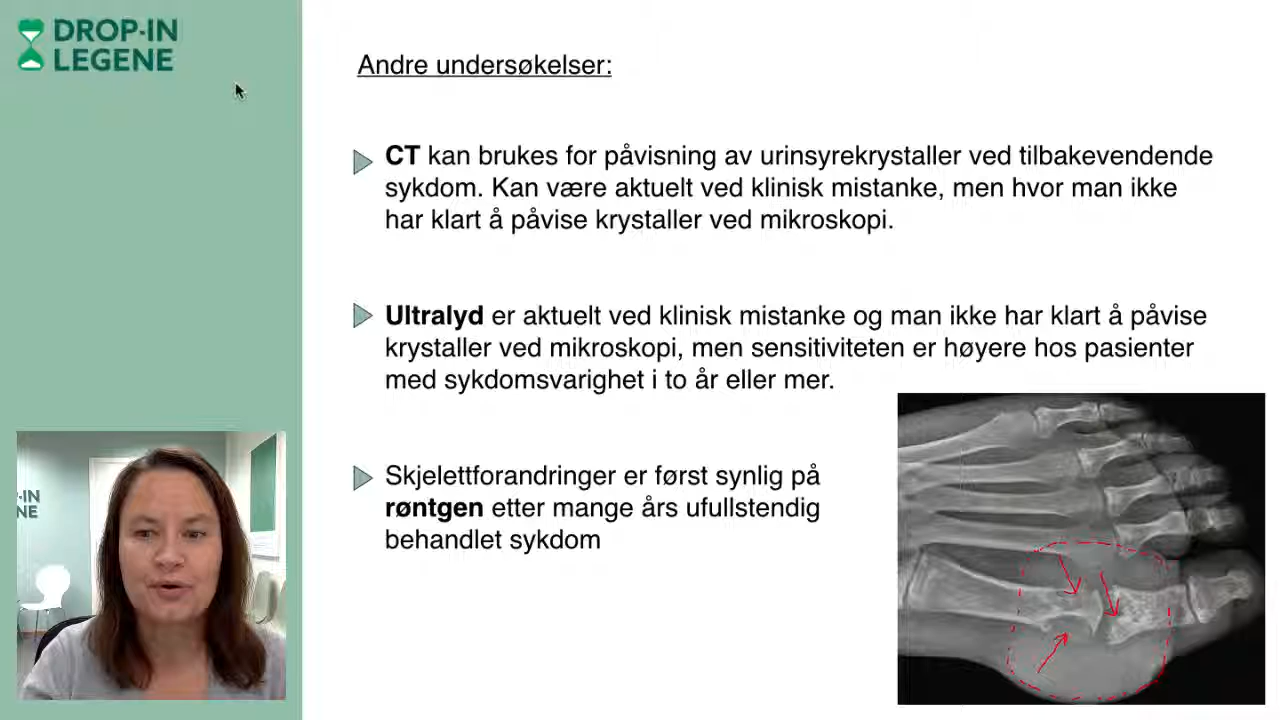 DROP-IN
LEGENE
Andre undersøkelser:
CT kan brukes for påvisning av urinsyrekrystaller ved tilbakevendende
sykdom. Kan være aktuelt ved klinisk mistanke, men hvor man ikke
har klart å påvise krystaller ved mikroskopi.
Ultralyd er aktuelt ved klinisk mistanke og man ikke har klart å påvise
krystaller ved mikroskopi, men sensitiviteten er høyere hos pasienter
med sykdomsvarighet i to år eller mer.
Skjelettforandringer er først synlig på
røntgen etter mange års ufullstendig
behandlet sykdom
-IN
NE